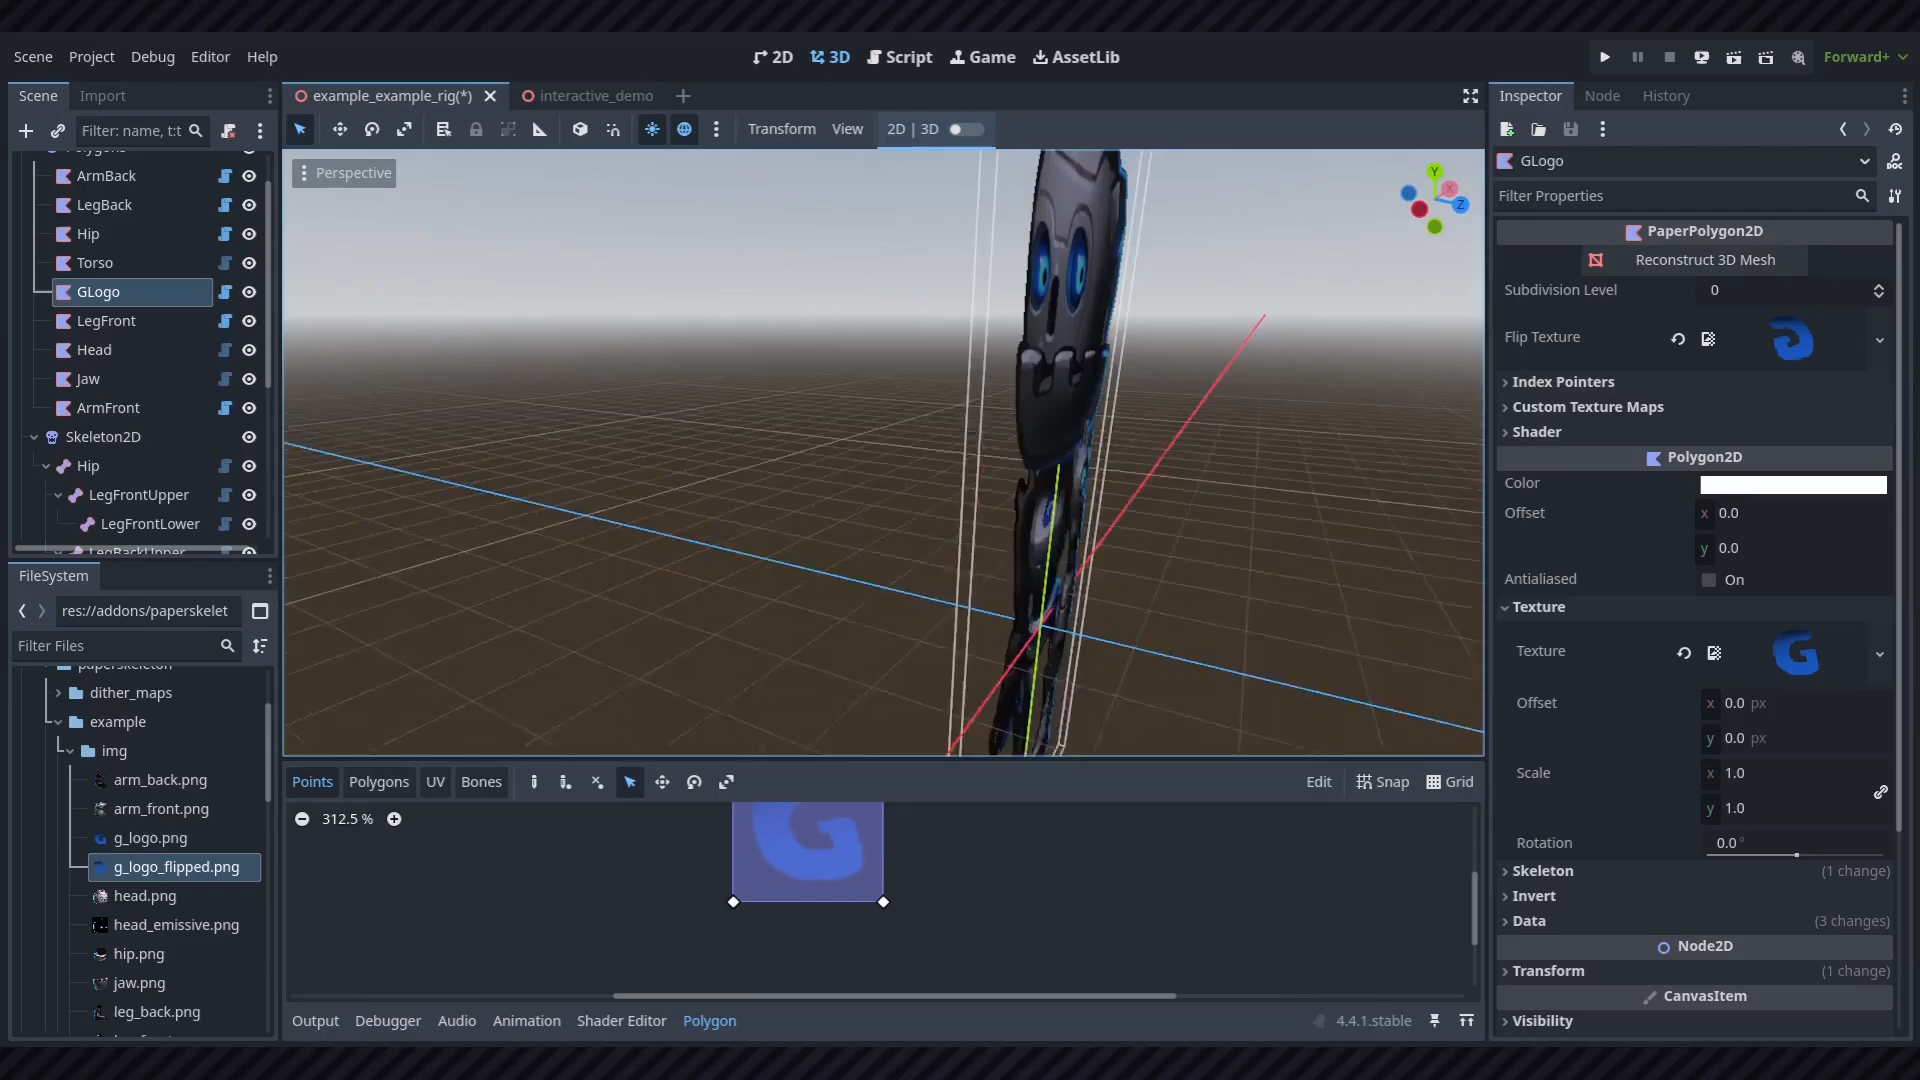 Scene Project Debug Editor Help
2D 3D Script Game AssetLib
Forward+
Scene Import
Filter: name, t:t
ArmBack
LegBack
Hip
Torso
GLogo
LegFront
Head
Jaw
ArmFront
Skeleton2D
Hip
LegFrontUpper
LegFrontLower
LegBackUpper
FileSystem
res://addons/paperskelet
Filter Files
paperskeleton
dither_maps
example
img
arm_back.png
arm_front.png
g_logo.png
g_logo_flipped.png
head.png
head_emissive.png
hip.png
jaw.png
leg_back.png
example_example_rig(*) interactive_demo
Transform View 2D | 3D
Perspective
Y
X
Z
Points Polygons UV Bones
Edit Snap Grid
312.5 %
Output Debugger Audio Animation Shader Editor Polygon
4.4.1.stable
Inspector Node History
GLogo
Filter Properties
PaperPolygon2D
Reconstruct 3D Mesh
Subdivision Level 0
Flip Texture
Index Pointers
Custom Texture Maps
Shader
Polygon2D
Color
Offset x 0.0
y 0.0
Antialiased On
Texture
Texture
Offset x 0.0 px
y 0.0 px
Scale x 1.0
y 1.0
Rotation 0.0 °
Skeleton (1 change)
Invert
Data (3 changes)
Node2D
Transform (1 change)
CanvasItem
Visibility